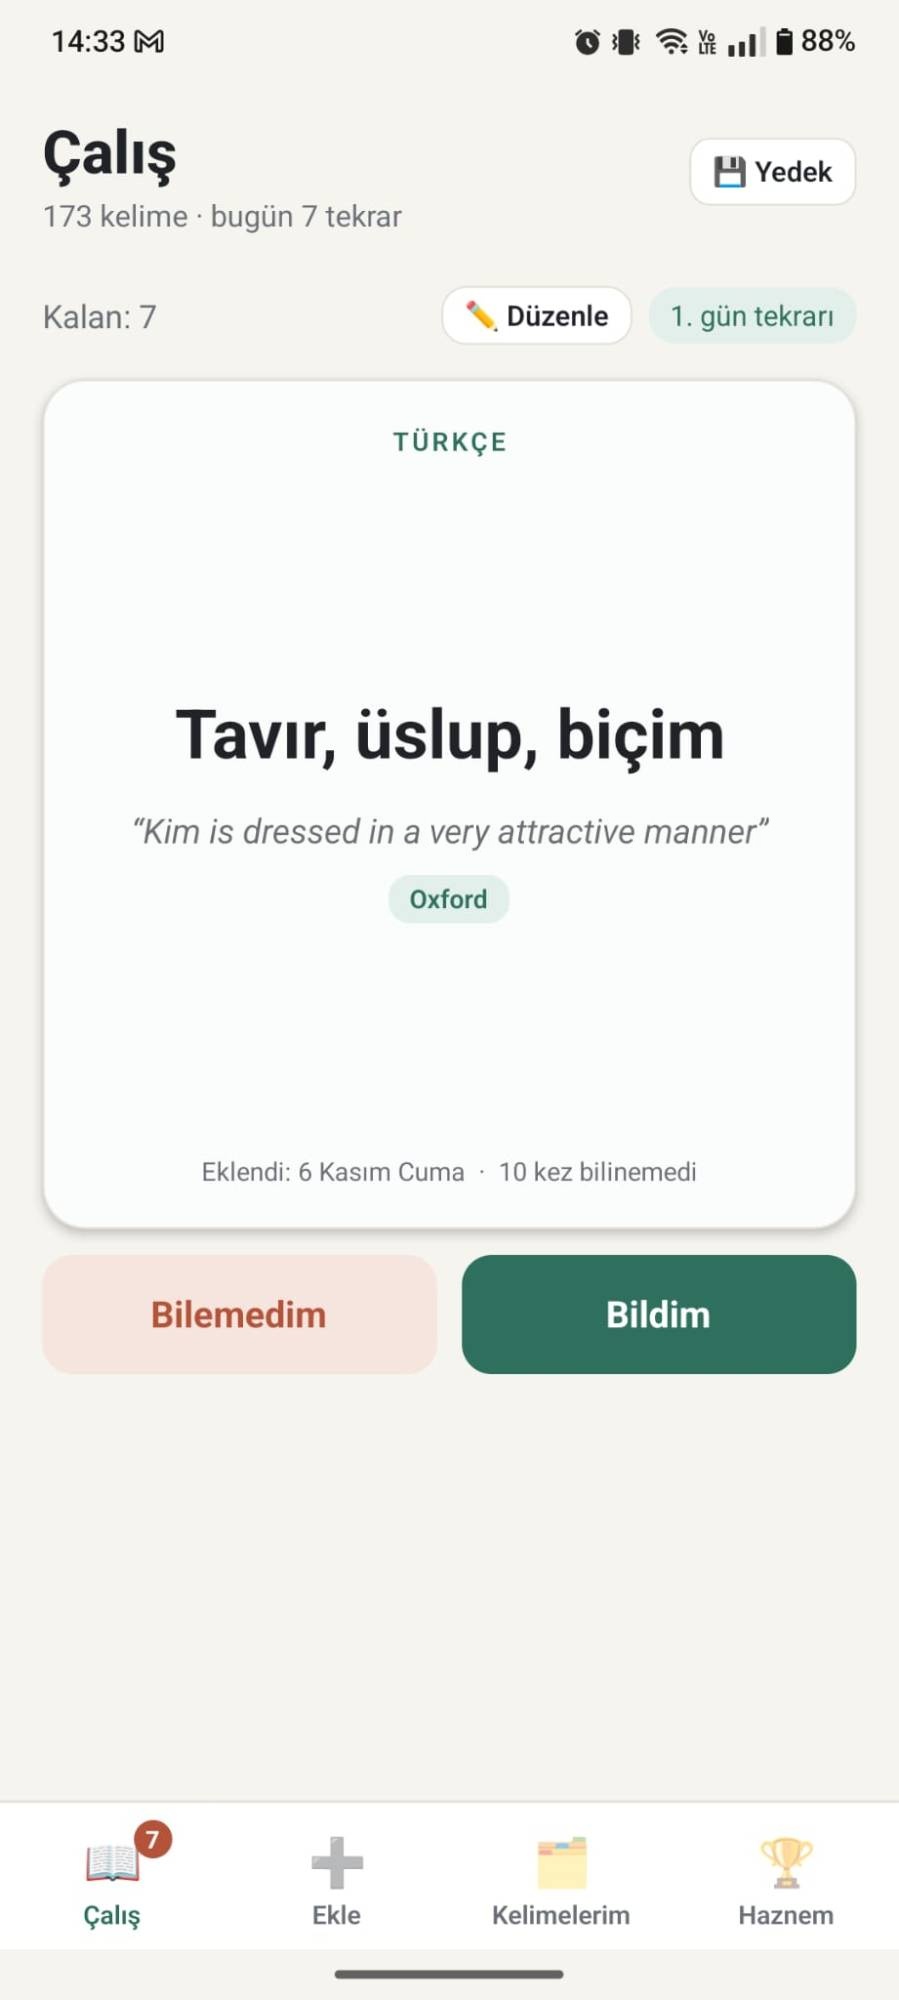 14:33
Vo LTE
88%
Çalış
173 kelime · bugün 7 tekrar
Yedek
Kalan: 7
Düzenle
1. gün tekrarı
TÜRKÇE
Tavır, üslup, biçim
“Kim is dressed in a very attractive manner”
Oxford
Eklendi: 6 Kasım Cuma · 10 kez bilinemedi
Bilemedim
Bildim
7
Çalış
Ekle
Kelimelerim
Haznem